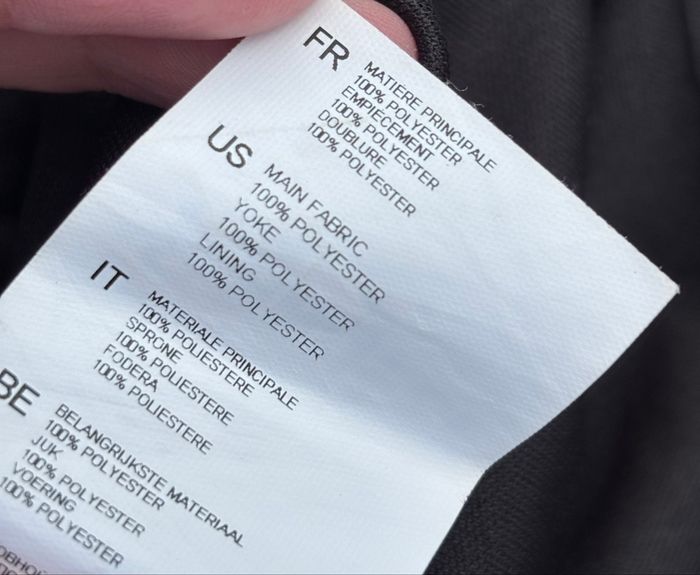 FR
MATIÈRE PRINCIPALE
100% POLYESTER
EMPIÈCEMENT
100% POLYESTER
DOUBLURE
100% POLYESTER
US
MAIN FABRIC
100% POLYESTER
YOKE
100% POLYESTER
LINING
100% POLYESTER
IT
MATERIALE PRINCIPALE
100% POLIESTERE
SPRONE
100% POLIESTERE
FODERA
100% POLIESTERE
BE
BELANGRIJKSTE MATERIAAL
100% POLYESTER
JUK
100% POLYESTER
VOERING
100% POLYESTER